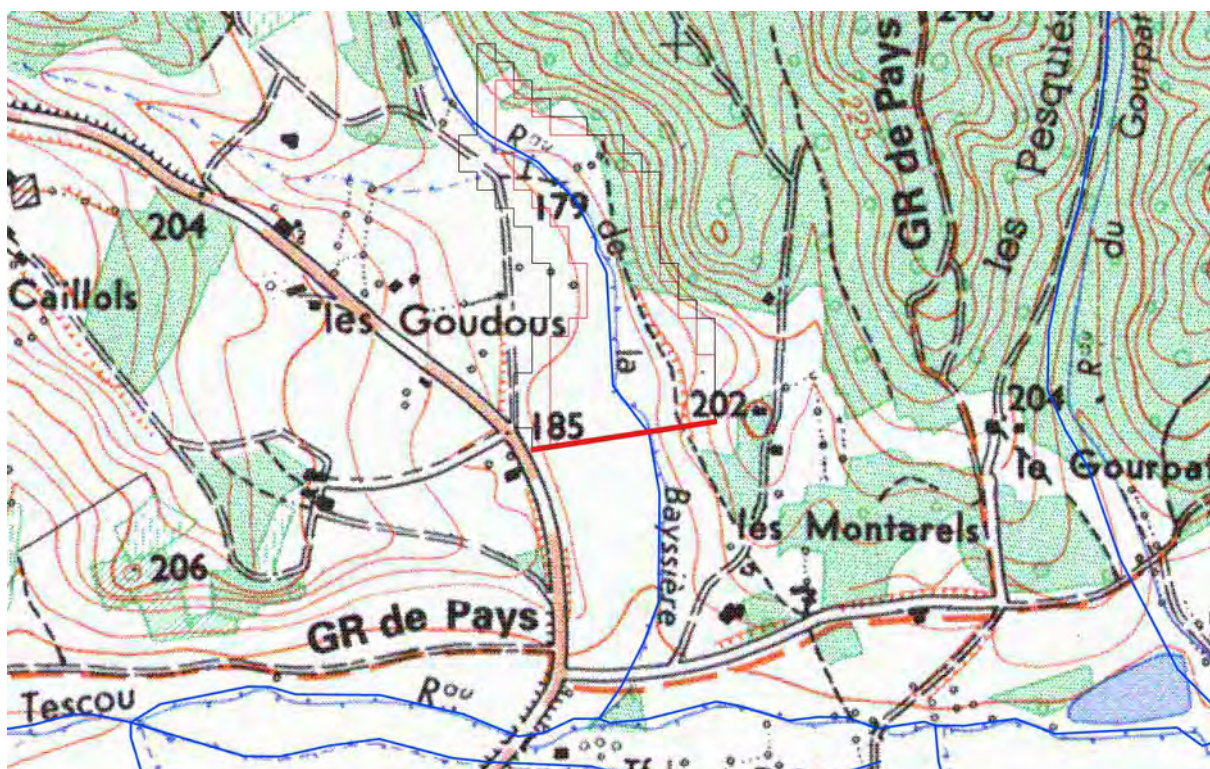 GR de Pays
les Pesquiés
Gourpat
du
Rau
225
Rau
179
de
204
Caillols
les Goudous
la
202
204
185
le Gourpat
Bayssière
les Montarels
206
GR de Pays
Tescou
Rou